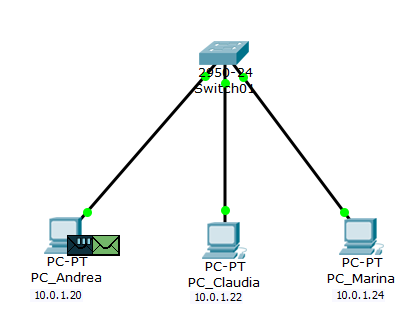 2950-24
Switch01
PC-PT
PC_Andrea
10.0.1.20
PC-PT
PC_Claudia
10.0.1.22
PC-PT
PC_Marina
10.0.1.24